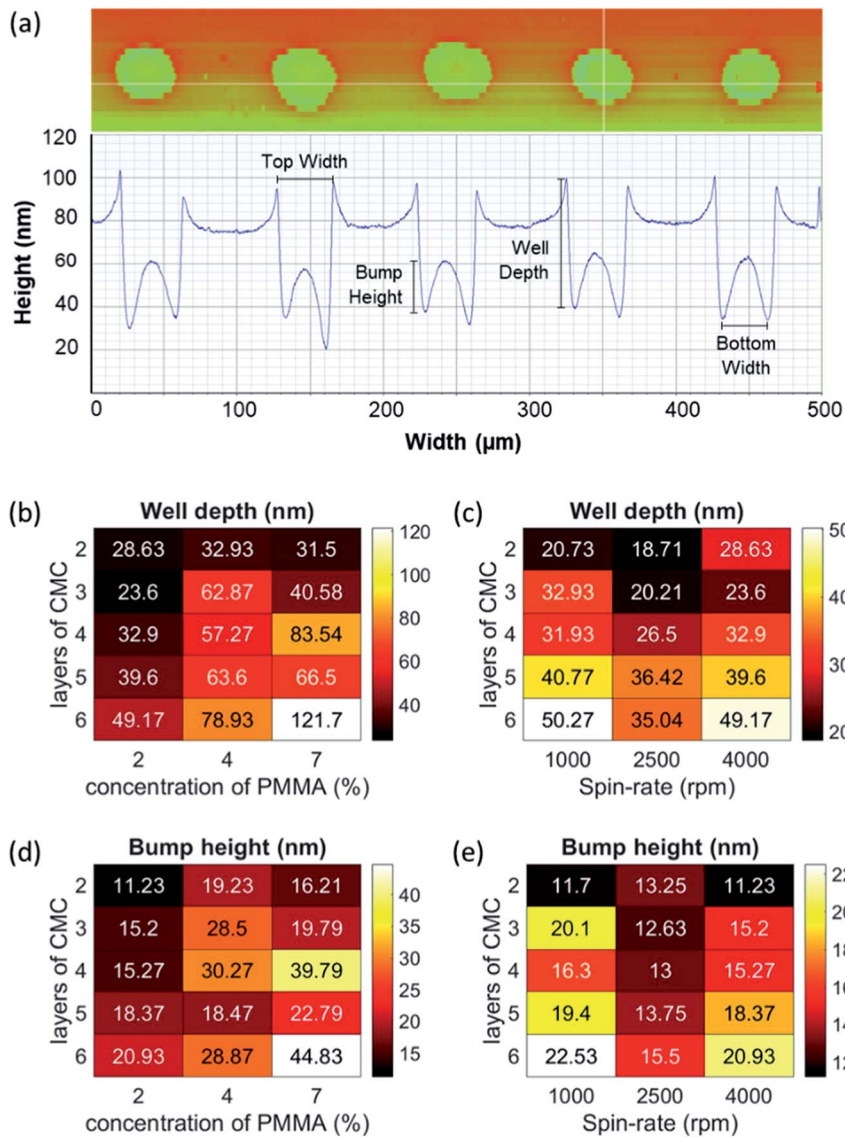 (a)
120
100
80
60
40
20
Height (nm)
Top Width
Bump
Height
Well
Depth
Bottom
Width
0 100 200 300 400 500
Width (µm)
(b)
Well depth (nm)
layers of CMC
2 28.63 32.93 31.5
3 23.6 62.87 40.58
4 32.9 57.27 83.54
5 39.6 63.6 66.5
6 49.17 78.93 121.7
2 4 7
concentration of PMMA (%)
120
100
80
60
40
(c)
Well depth (nm)
layers of CMC
2 20.73 18.71 28.63
3 32.93 20.21 23.6
4 31.93 26.5 32.9
5 40.77 36.42 39.6
6 50.27 35.04 49.17
1000 2500 4000
Spin-rate (rpm)
50
40
30
20
(d)
Bump height (nm)
layers of CMC
2 11.23 19.23 16.21
3 15.2 28.5 19.79
4 15.27 30.27 39.79
5 18.37 18.47 22.79
6 20.93 28.87 44.83
2 4 7
concentration of PMMA (%)
40
35
30
25
20
15
(e)
Bump height (nm)
layers of CMC
2 11.7 13.25 11.23
3 20.1 12.63 15.2
4 16.3 13 15.27
5 19.4 13.75 18.37
6 22.53 15.5 20.93
1000 2500 4000
Spin-rate (rpm)
22
20
18
16
14
12